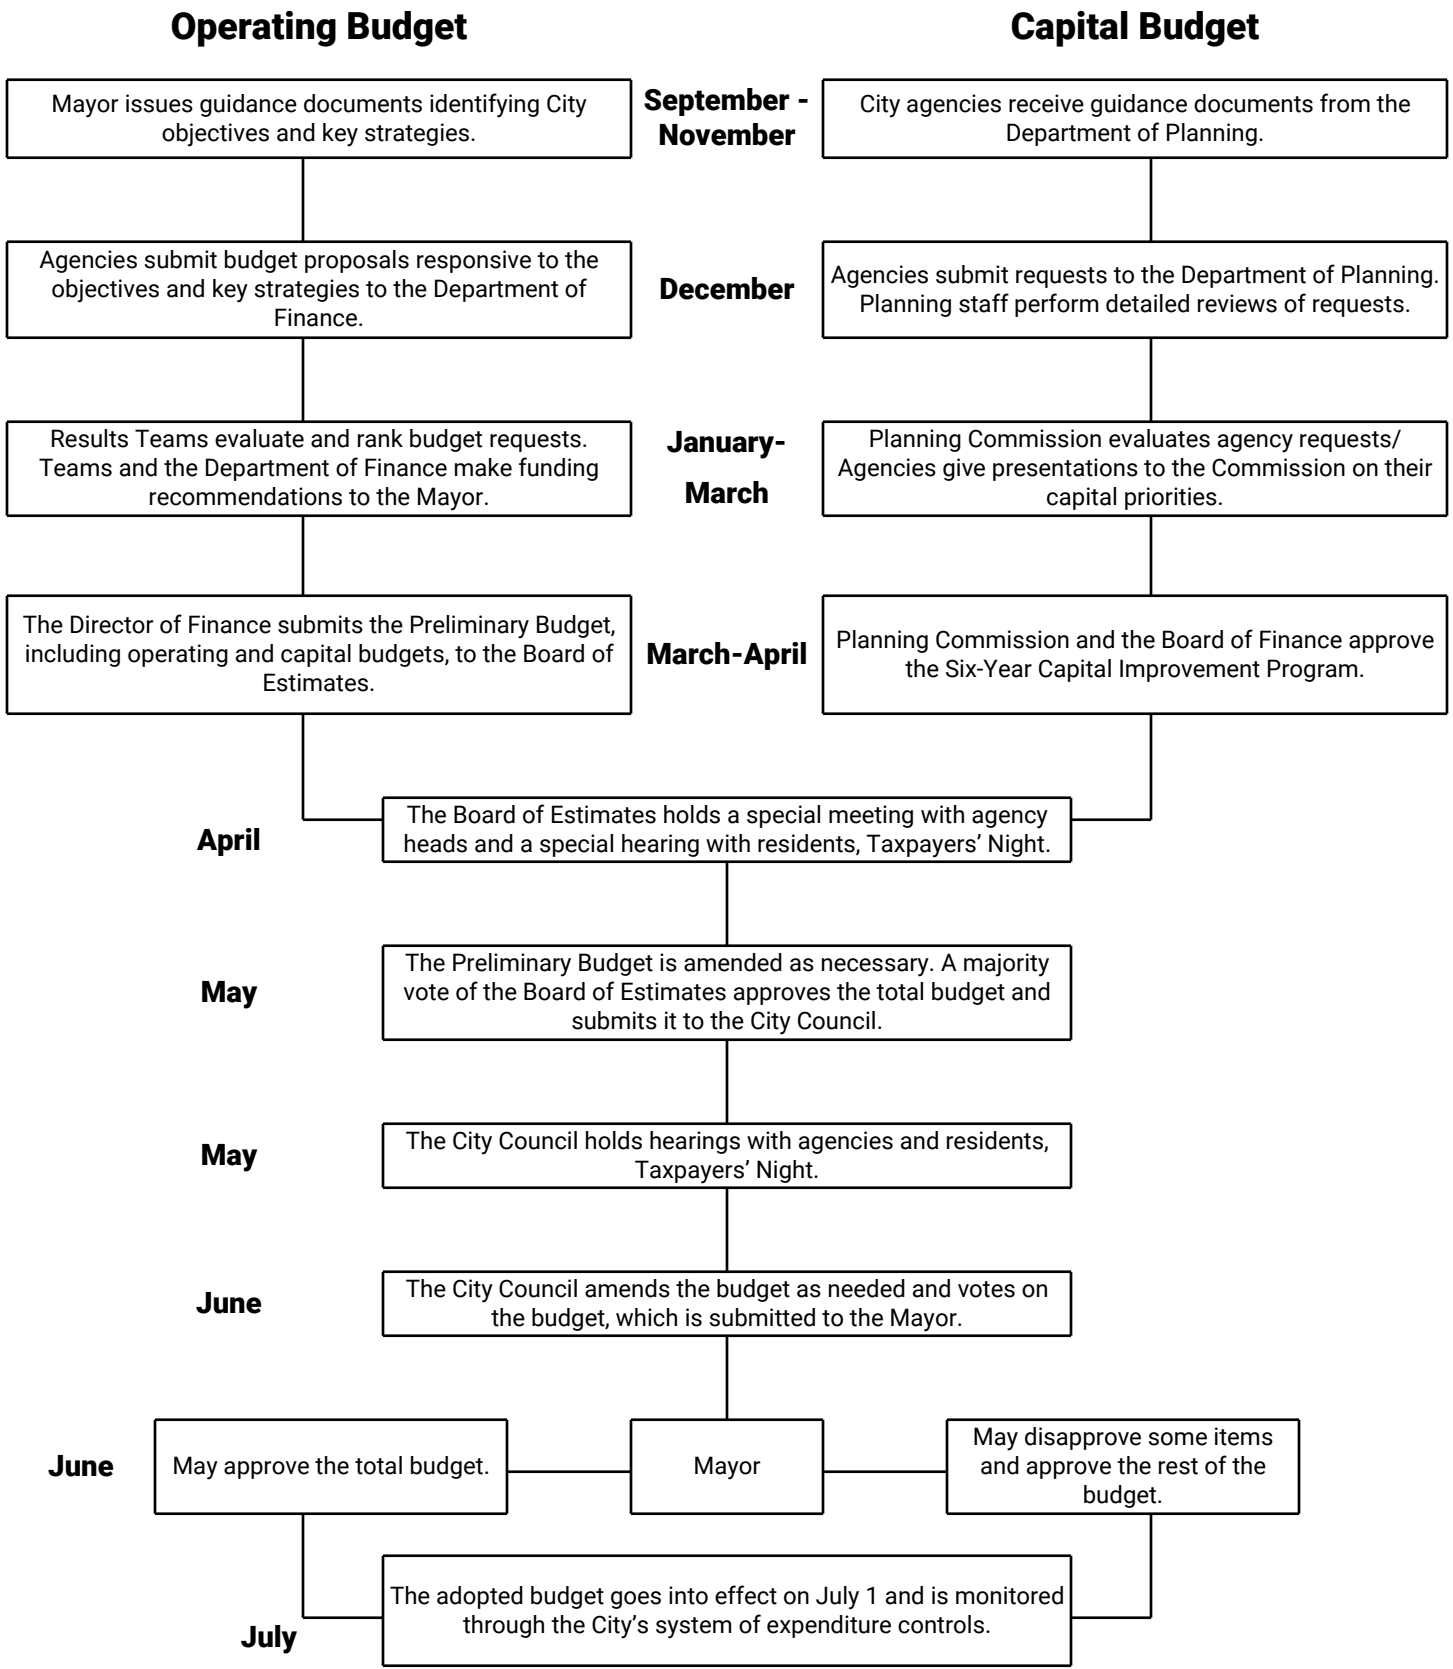 Operating Budget
Capital Budget
Mayor issues guidance documents identifying City
objectives and key strategies.
September -
November
City agencies receive guidance documents from the
Department of Planning.
Agencies submit budget proposals responsive to the
objectives and key strategies to the Department of
Finance.
December
Agencies submit requests to the Department of Planning.
Planning staff perform detailed reviews of requests.
Results Teams evaluate and rank budget requests.
Teams and the Department of Finance make funding
recommendations to the Mayor.
January-
March
Planning Commission evaluates agency requests/
Agencies give presentations to the Commission on their
capital priorities.
The Director of Finance submits the Preliminary Budget,
including operating and capital budgets, to the Board of
Estimates.
March-April
Planning Commission and the Board of Finance approve
the Six-Year Capital Improvement Program.
April
The Board of Estimates holds a special meeting with agency
heads and a special hearing with residents, Taxpayers’ Night.
May
The Preliminary Budget is amended as necessary. A majority
vote of the Board of Estimates approves the total budget and
submits it to the City Council.
May
The City Council holds hearings with agencies and residents,
Taxpayers’ Night.
June
The City Council amends the budget as needed and votes on
the budget, which is submitted to the Mayor.
June
May approve the total budget.
Mayor
May disapprove some items
and approve the rest of the
budget.
July
The adopted budget goes into effect on July 1 and is monitored
through the City’s system of expenditure controls.